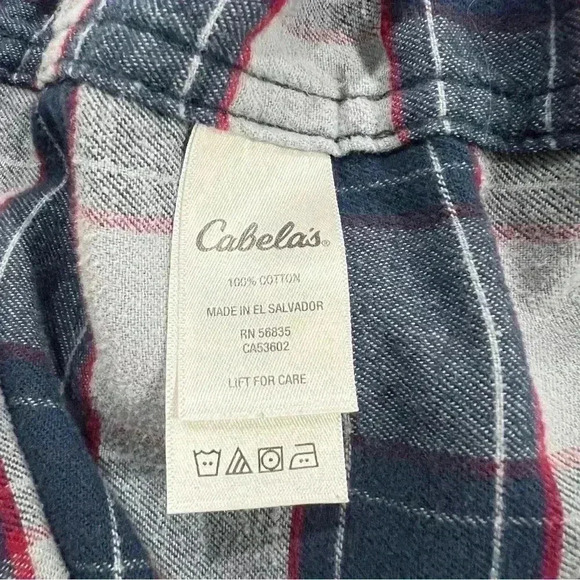 Cabela's®
100% COTTON
MADE IN EL SALVADOR
RN 56835
CA53602
LIFT FOR CARE